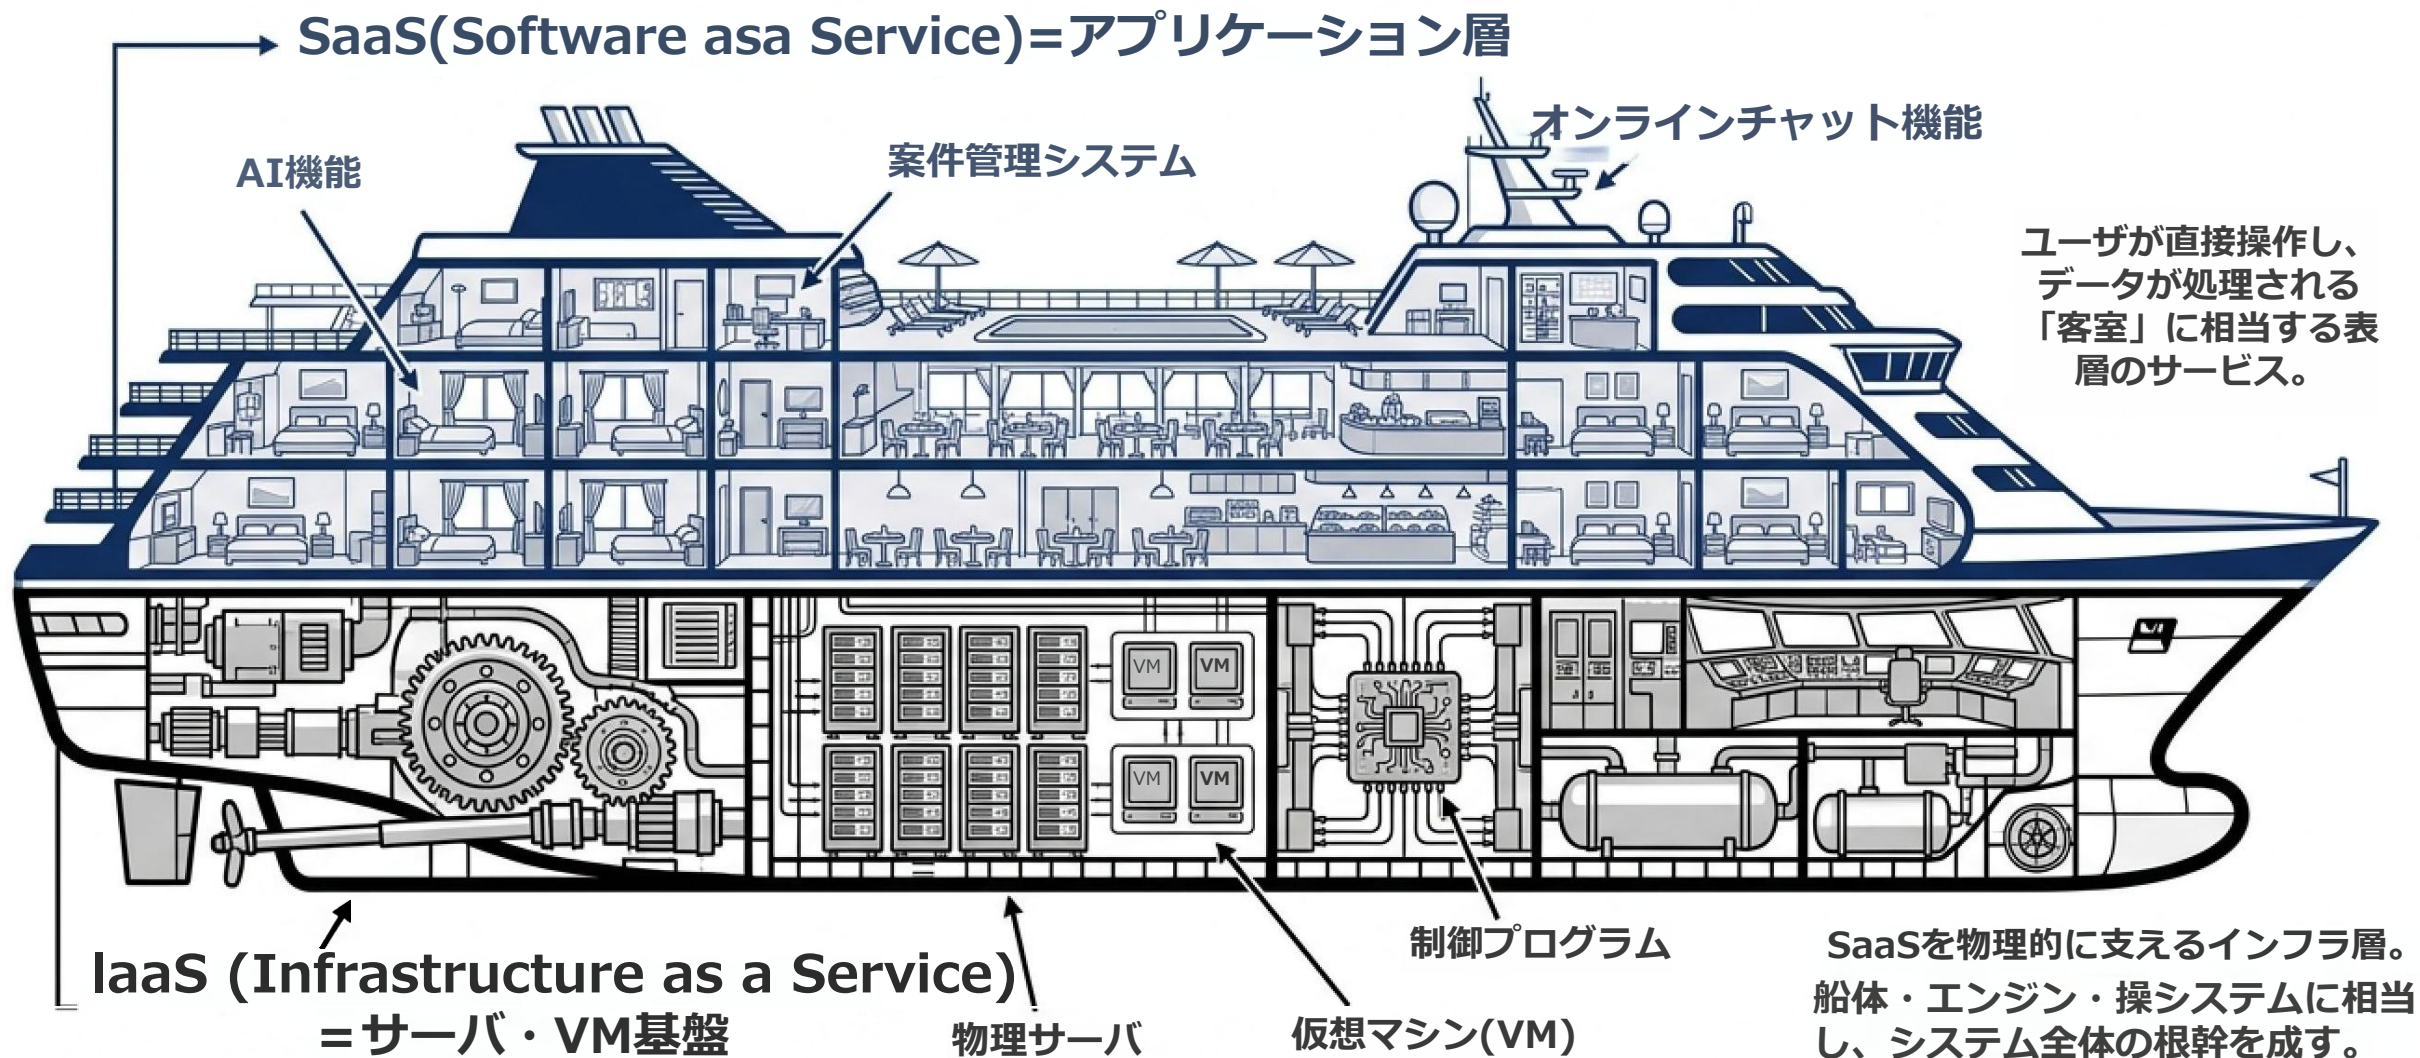 SaaS(Software asa Service)=アプリケーション層
オンラインチャット機能
案件管理システム
AI機能
ユーザが直接操作し、
データが処理される
「客室」に相当する表
層のサービス。
VM VM
VM VM
制御プログラム
SaaSを物理的に支えるインフラ層。
船体・エンジン・操システムに相当
し、システム全体の根幹を成す。
IaaS (Infrastructure as a Service)
=サーバ・VM基盤
物理サーバ
仮想マシン(VM)